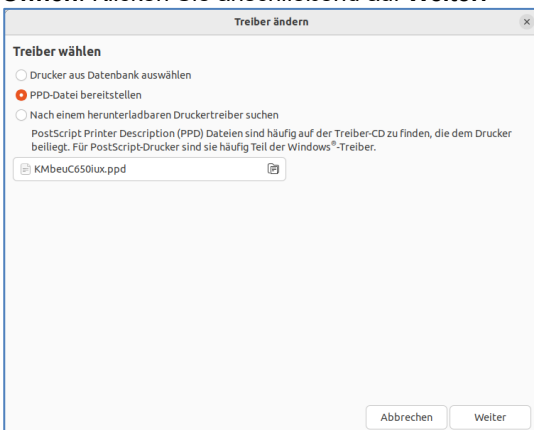 Treiber ändern
Treiber wählen
Drucker aus Datenbank auswählen
PPD-Datei bereitstellen
Nach einem herunterladbaren Druckertreiber suchen
PostScript Printer Description (PPD) Dateien sind häufig auf der Treiber-CD zu finden, die dem Drucker
beiliegt. Für PostScript-Drucker sind sie häufig Teil der Windows®-Treiber.
KMbeuC650iux.ppd
Abbrechen Weiter